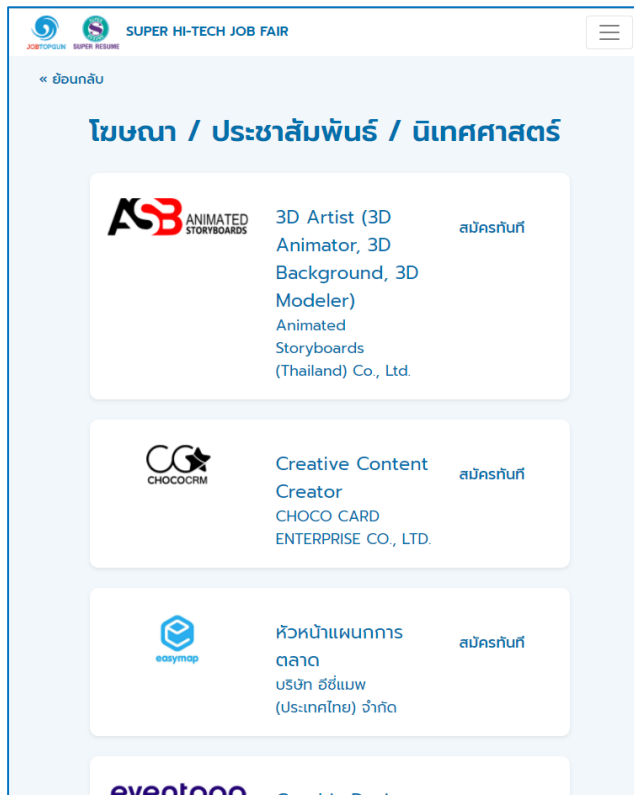 JOBTOPGUN
SUPER RESUME
SUPER HI-TECH JOB FAIR
« ย้อนกลับ
โฆษณา / ประชาสัมพันธ์ / นิเทศศาสตร์
ASB ANIMATED
STORYBOARDS
3D Artist (3D
Animator, 3D
Background, 3D
Modeler)
Animated
Storyboards
(Thailand) Co., Ltd.
สมัครทันที
CHOCOCRM
Creative Content
Creator
CHOCO CARD
ENTERPRISE CO., LTD.
สมัครทันที
easymap
หัวหน้าแผนกการ
ตลาด
บริษัท อีซี่แมพ
(ประเทศไทย) จำกัด
สมัครทันที